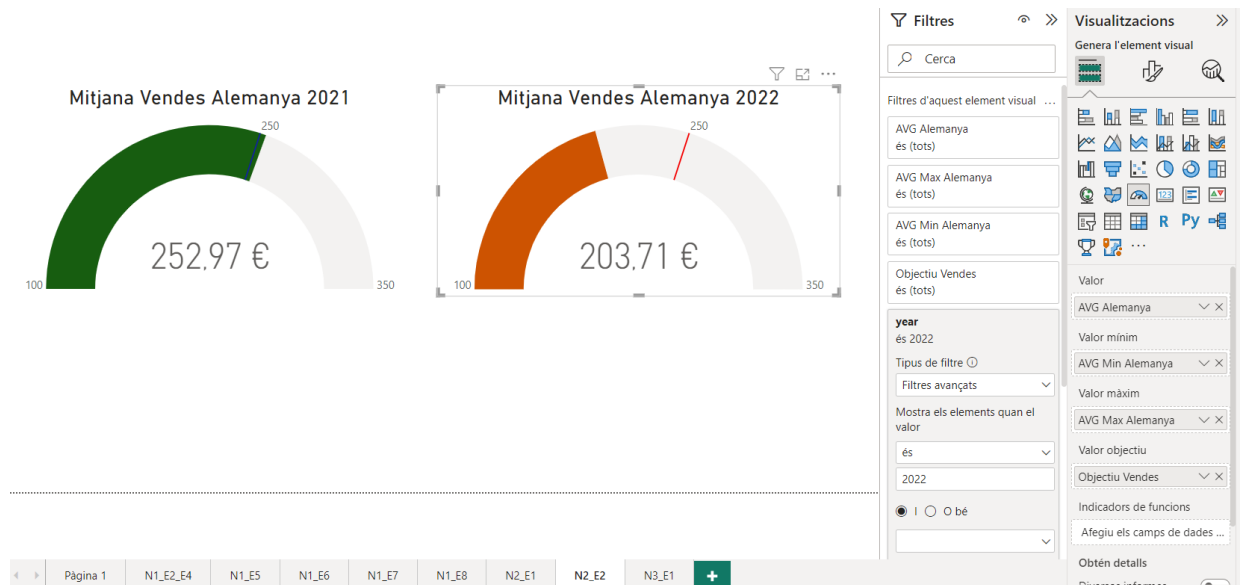 Mitjana Vendes Alemanya 2021
250
252,97 €
100
350
Mitjana Vendes Alemanya 2022
250
203,71 €
100
350
Filtres
Cerca
Filtres d'aquest element visual ...
AVG Alemanya
és (tots)
AVG Max Alemanya
és (tots)
AVG Min Alemanya
és (tots)
Objectiu Vendes
és (tots)
year
és 2022
Tipus de filtre
Filtres avançats
Mostra els elements quan el
valor
és
2022
I O bé
Visualitzacions
Genera l'element visual
123
R Py
...
Valor
AVG Alemanya
Valor mínim
AVG Min Alemanya
Valor màxim
AVG Max Alemanya
Valor objectiu
Objectiu Vendes
Indicadors de funcions
Afegiu els camps de dades ...
Obtén detalls
Diversos informes
Pàgina 1 N1_E2_E4 N1_E5 N1_E6 N1_E7 N1_E8 N2_E1 N2_E2 N3_E1 +